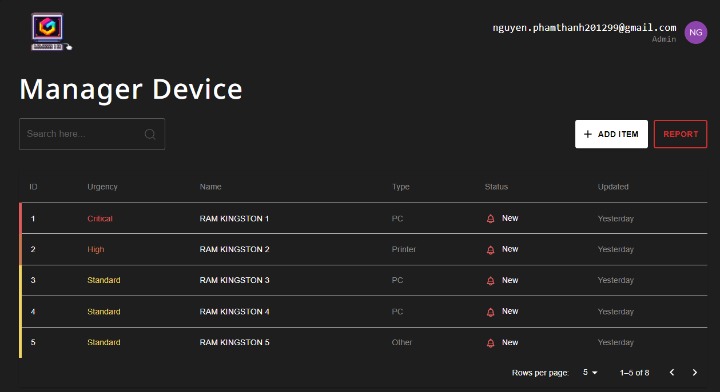 nguyen.phamthanh201299@gmail.com
Admin
NG
Manager Device
Search here...
+ ADD ITEM
REPORT
ID Urgency Name Type Status Updated
1 Critical RAM KINGSTON 1 PC New Yesterday
2 High RAM KINGSTON 2 Printer New Yesterday
3 Standard RAM KINGSTON 3 PC New Yesterday
4 Standard RAM KINGSTON 4 PC New Yesterday
5 Standard RAM KINGSTON 5 Other New Yesterday
Rows per page: 5 1–5 of 8